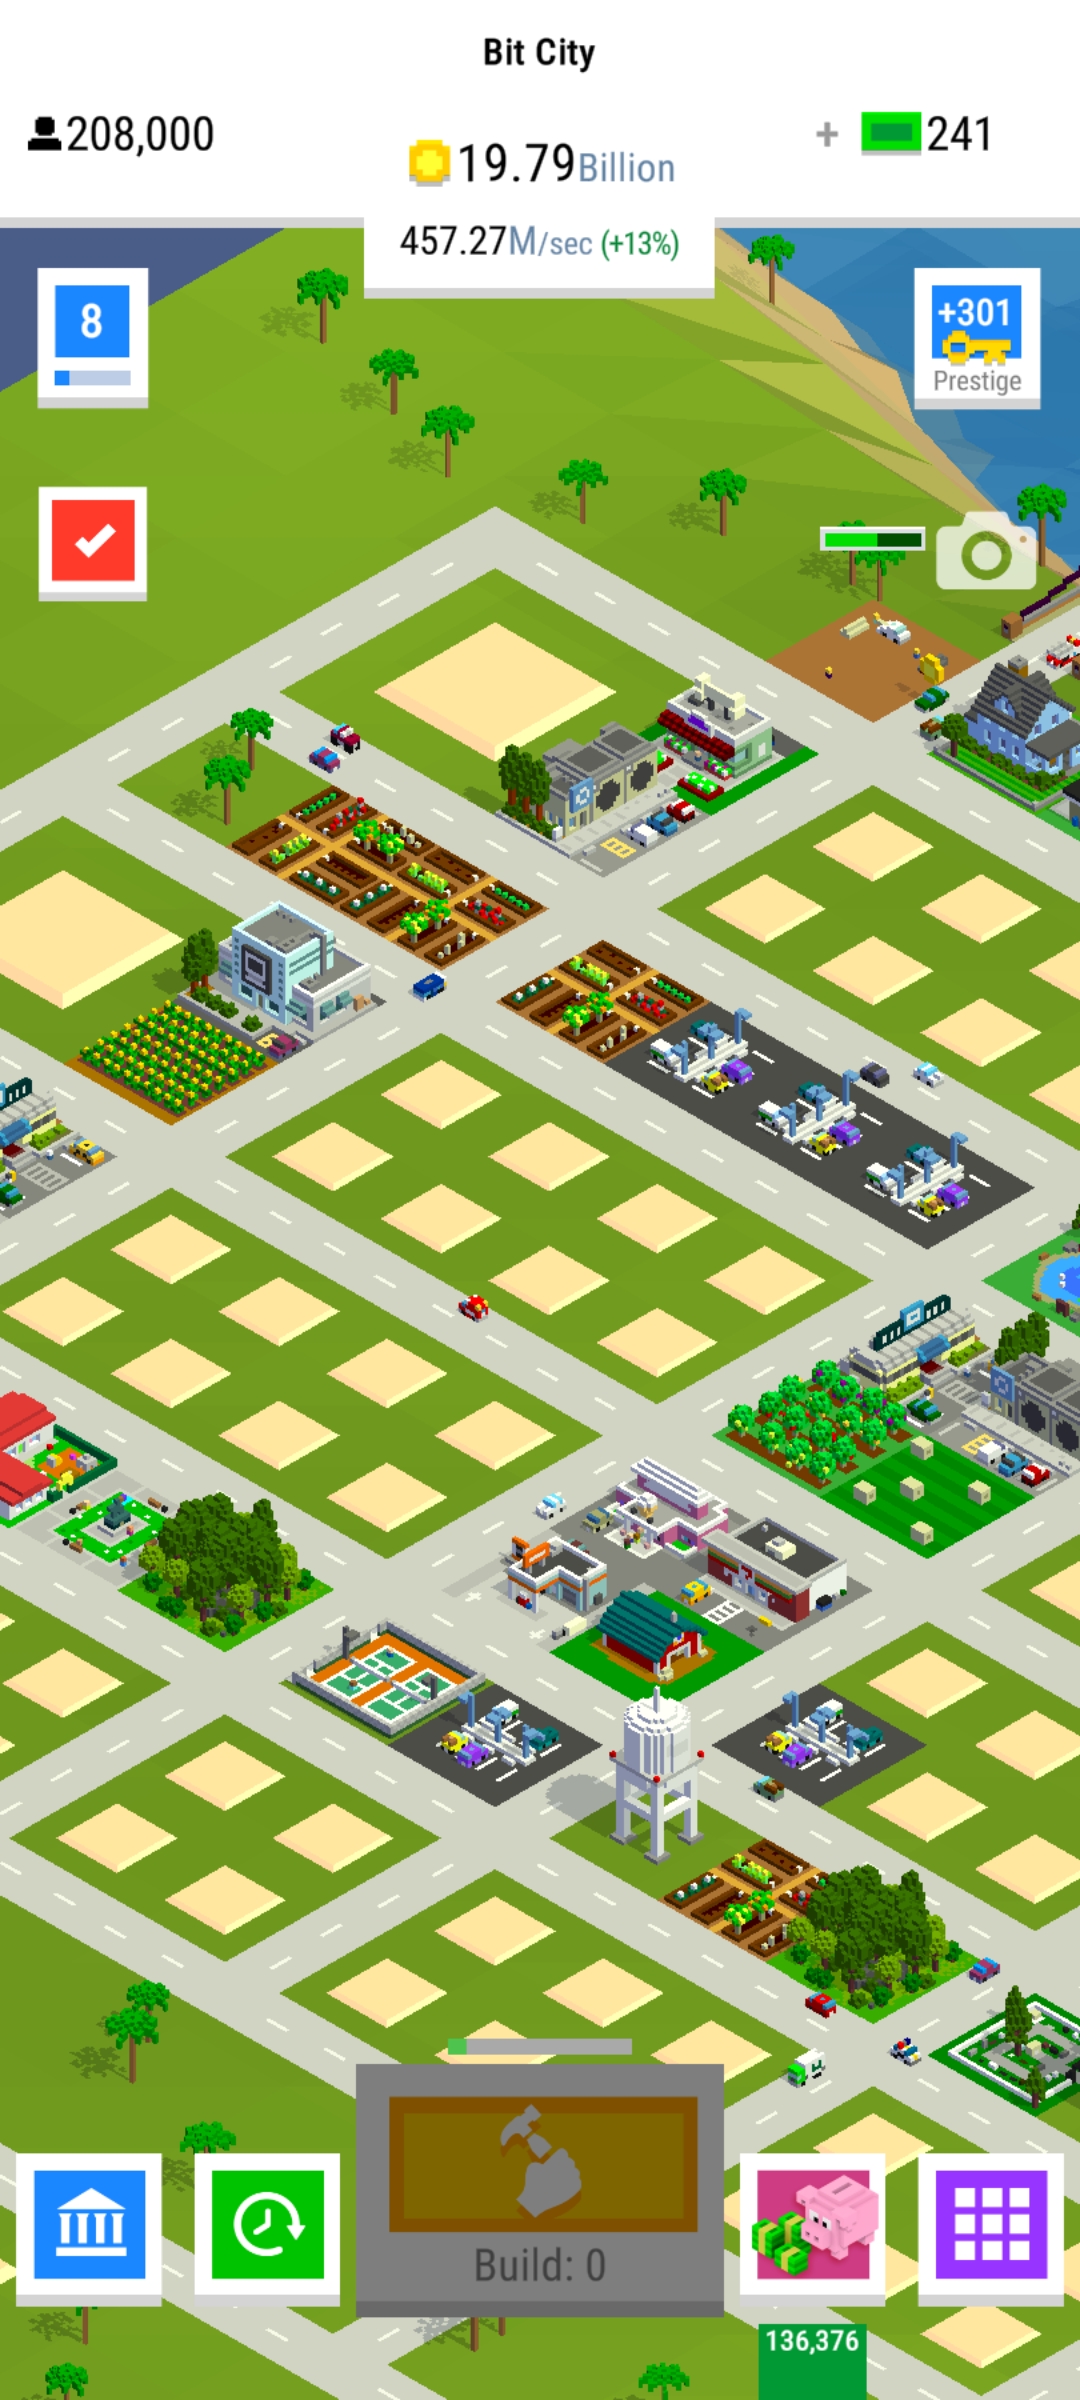 Bit City
208,000
19.79Billion
+ 241
457.27M/sec (+13%)
8
+301
Prestige
Build: 0
136,376